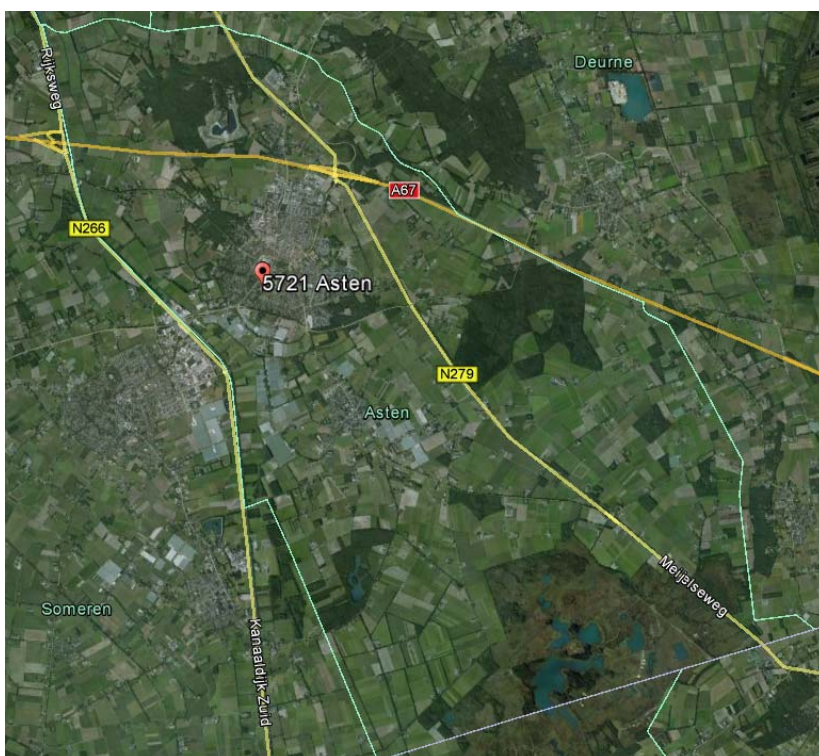 Deurne
Rijksweg
A67
N266
5721 Asten
N279
Asten
Meijelseweg
Someren
Kanaaldijk Zuid